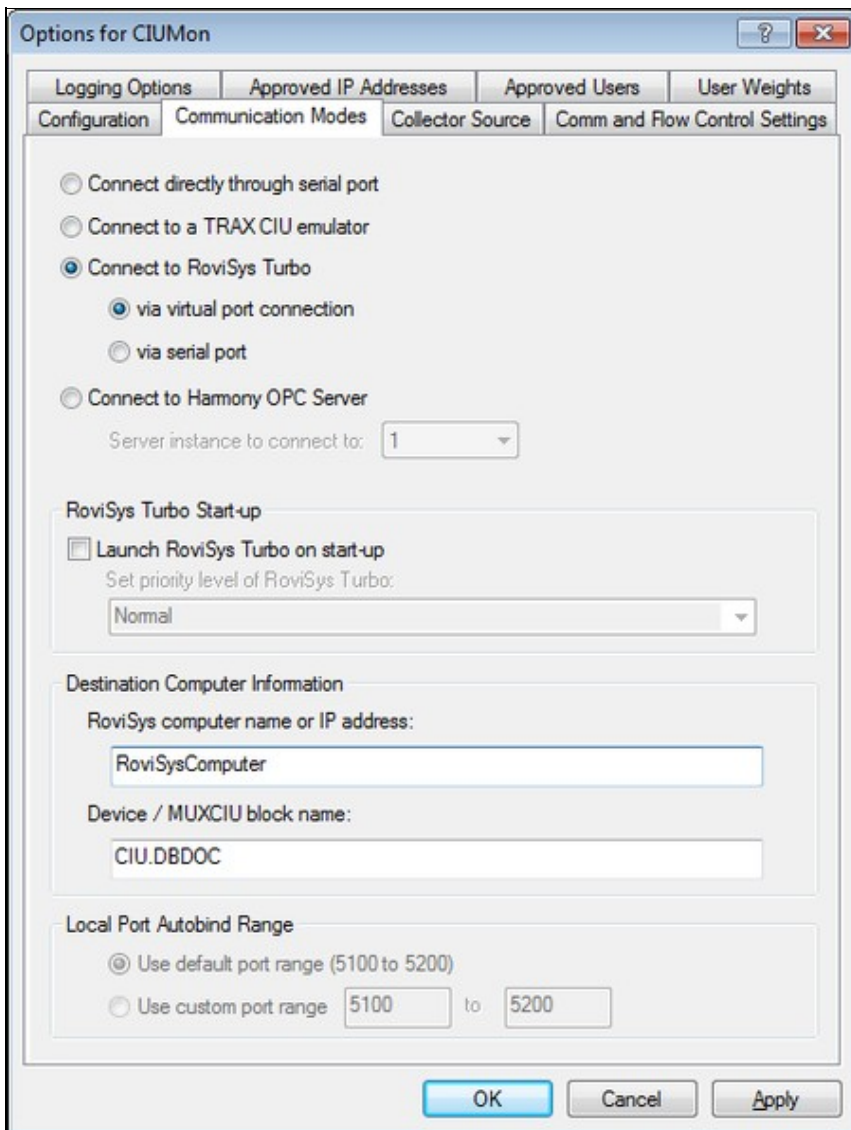 Options for CIUMon
Logging Options Approved IP Addresses Approved Users User Weights
Configuration Communication Modes Collector Source Comm and Flow Control Settings
Connect directly through serial port
Connect to a TRAX CIU emulator
Connect to RoviSys Turbo
via virtual port connection
via serial port
Connect to Harmony OPC Server
Server instance to connect to: 1
RoviSys Turbo Start-up
Launch RoviSys Turbo on start-up
Set priority level of RoviSys Turbo:
Normal
Destination Computer Information
RoviSys computer name or IP address:
RoviSysComputer
Device / MUXCIU block name:
CIU.DBDOC
Local Port Autobind Range
Use default port range (5100 to 5200)
Use custom port range 5100 to 5200
OK Cancel Apply